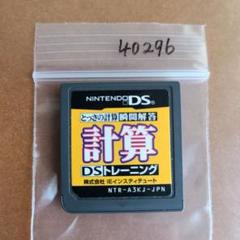 40296
NINTENDO DS
とっさの計算瞬間解答
計算
DSトレーニング
株式会社 IEインスティテュート
NTR-A3KJ-JPN